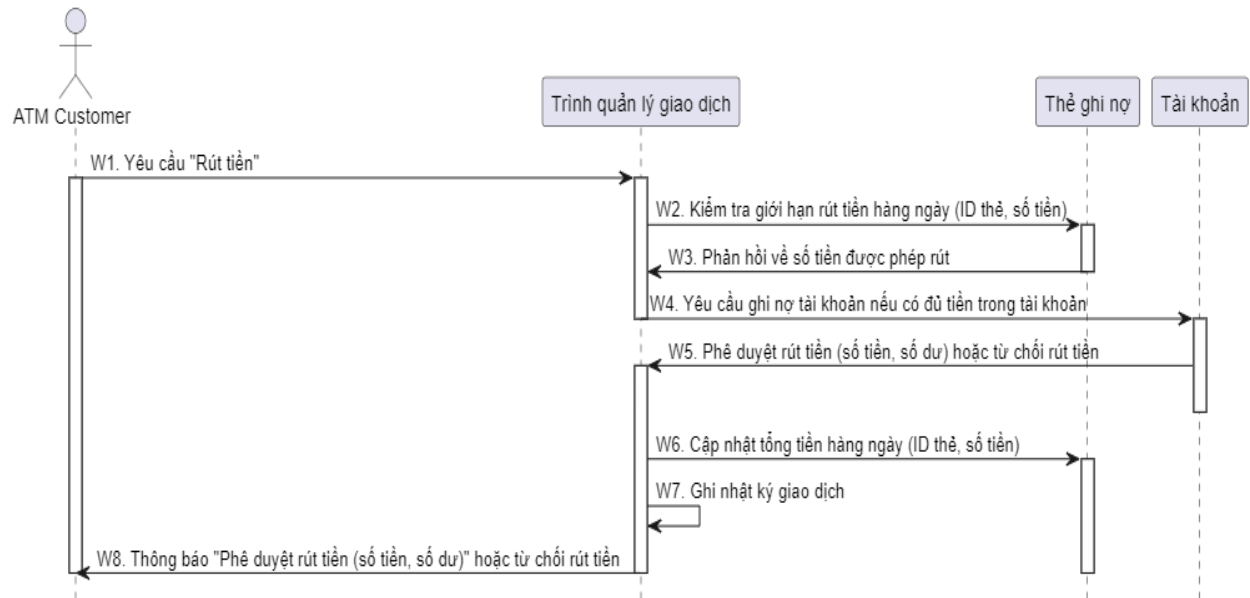 ATM Customer
Trình quản lý giao dịch
Thẻ ghi nợ
Tài khoản
W1. Yêu cầu "Rút tiền"
W2. Kiểm tra giới hạn rút tiền hàng ngày (ID thẻ, số tiền)
W3. Phản hồi về số tiền được phép rút
W4. Yêu cầu ghi nợ tài khoản nếu có đủ tiền trong tài khoản
W5. Phê duyệt rút tiền (số tiền, số dư) hoặc từ chối rút tiền
W6. Cập nhật tổng tiền hàng ngày (ID thẻ, số tiền)
W7. Ghi nhật ký giao dịch
W8. Thông báo "Phê duyệt rút tiền (số tiền, số dư)" hoặc từ chối rút tiền